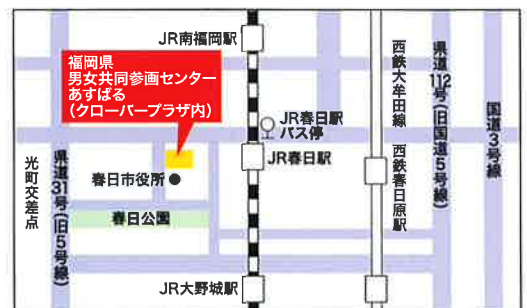 JR南福岡駅
福岡県
男女共同参画センター
あすばる
（クローバープラザ内）
JR春日駅
バス停
JR春日駅
春日市役所
春日公園
JR大野城駅
光町交差点
県道31号（旧5号線）
西鉄大牟田線
西鉄春日原駅
県道112号（旧国道5号線）
国道3号線